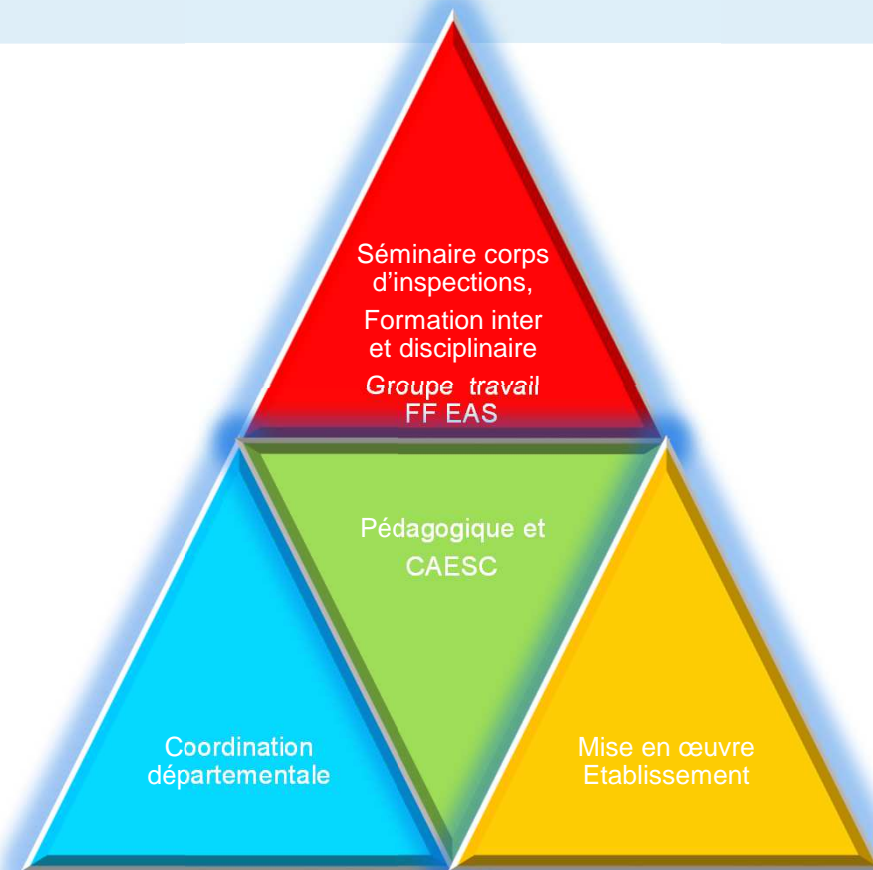 Séminaire corps
d'inspections,
Formation inter
et disciplinaire
Groupe travail
FF EAS
Pédagogique et
CAESC
Coordination
départementale
Mise en œuvre
Etablissement